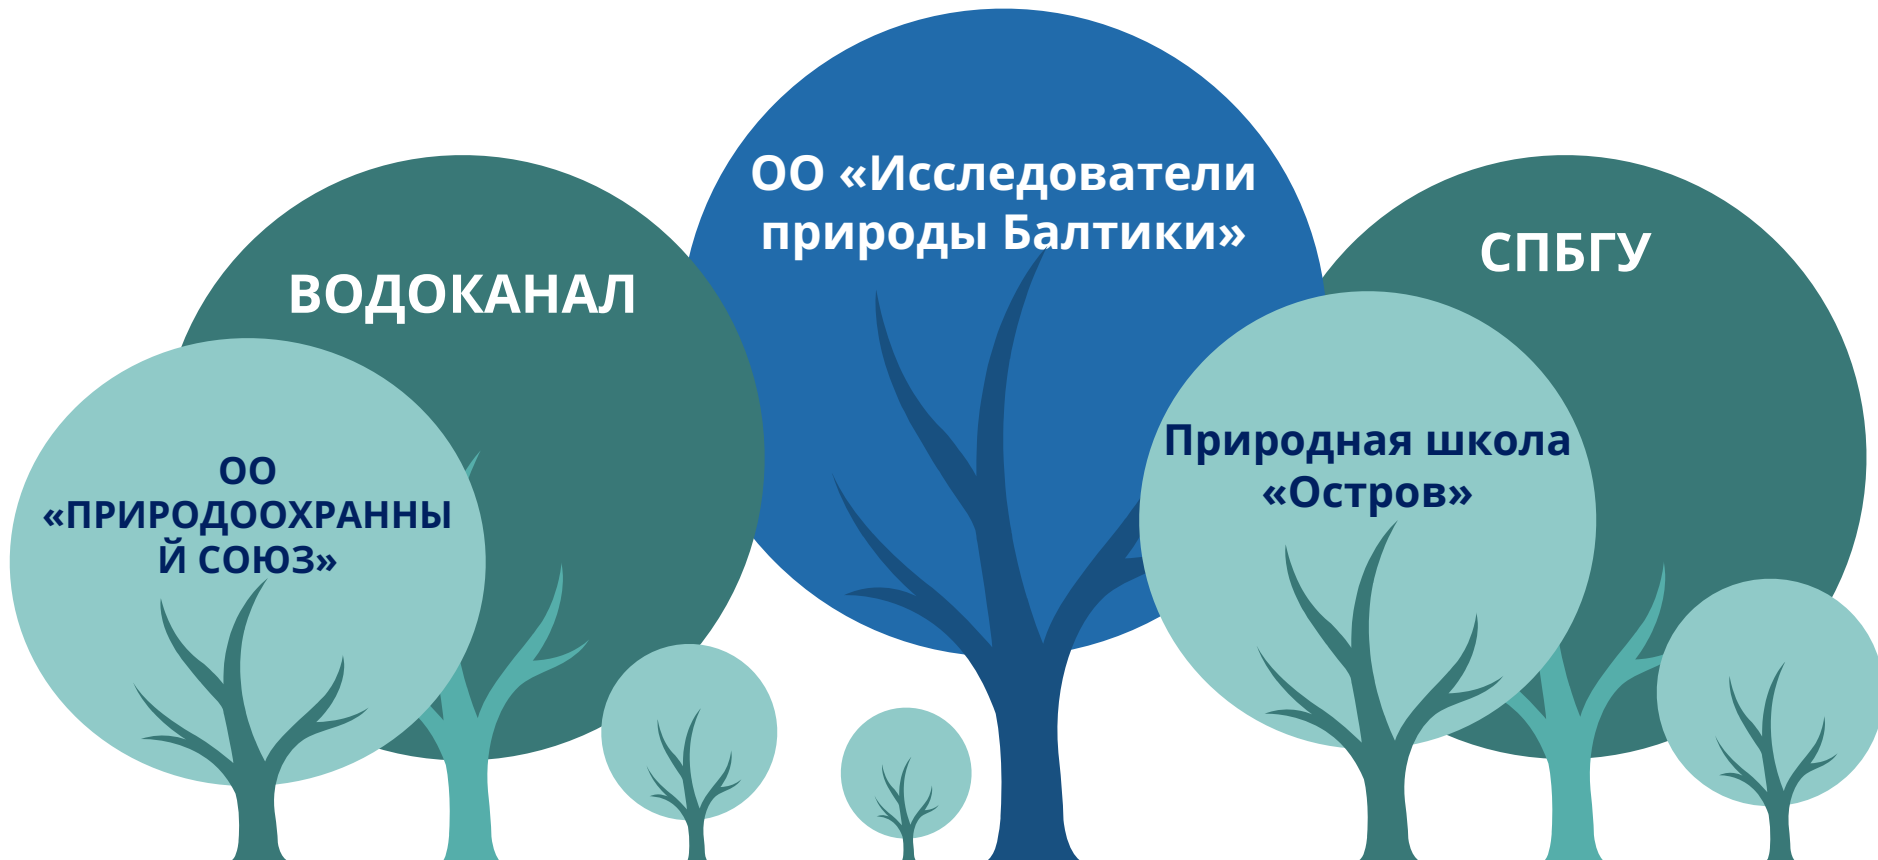 ОО «Исследователи
природы Балтики»
ВОДОКАНАЛ
СПБГУ
ОО
«ПРИРОДООХРАННЫ
Й СОЮЗ»
Природная школа
«Остров»